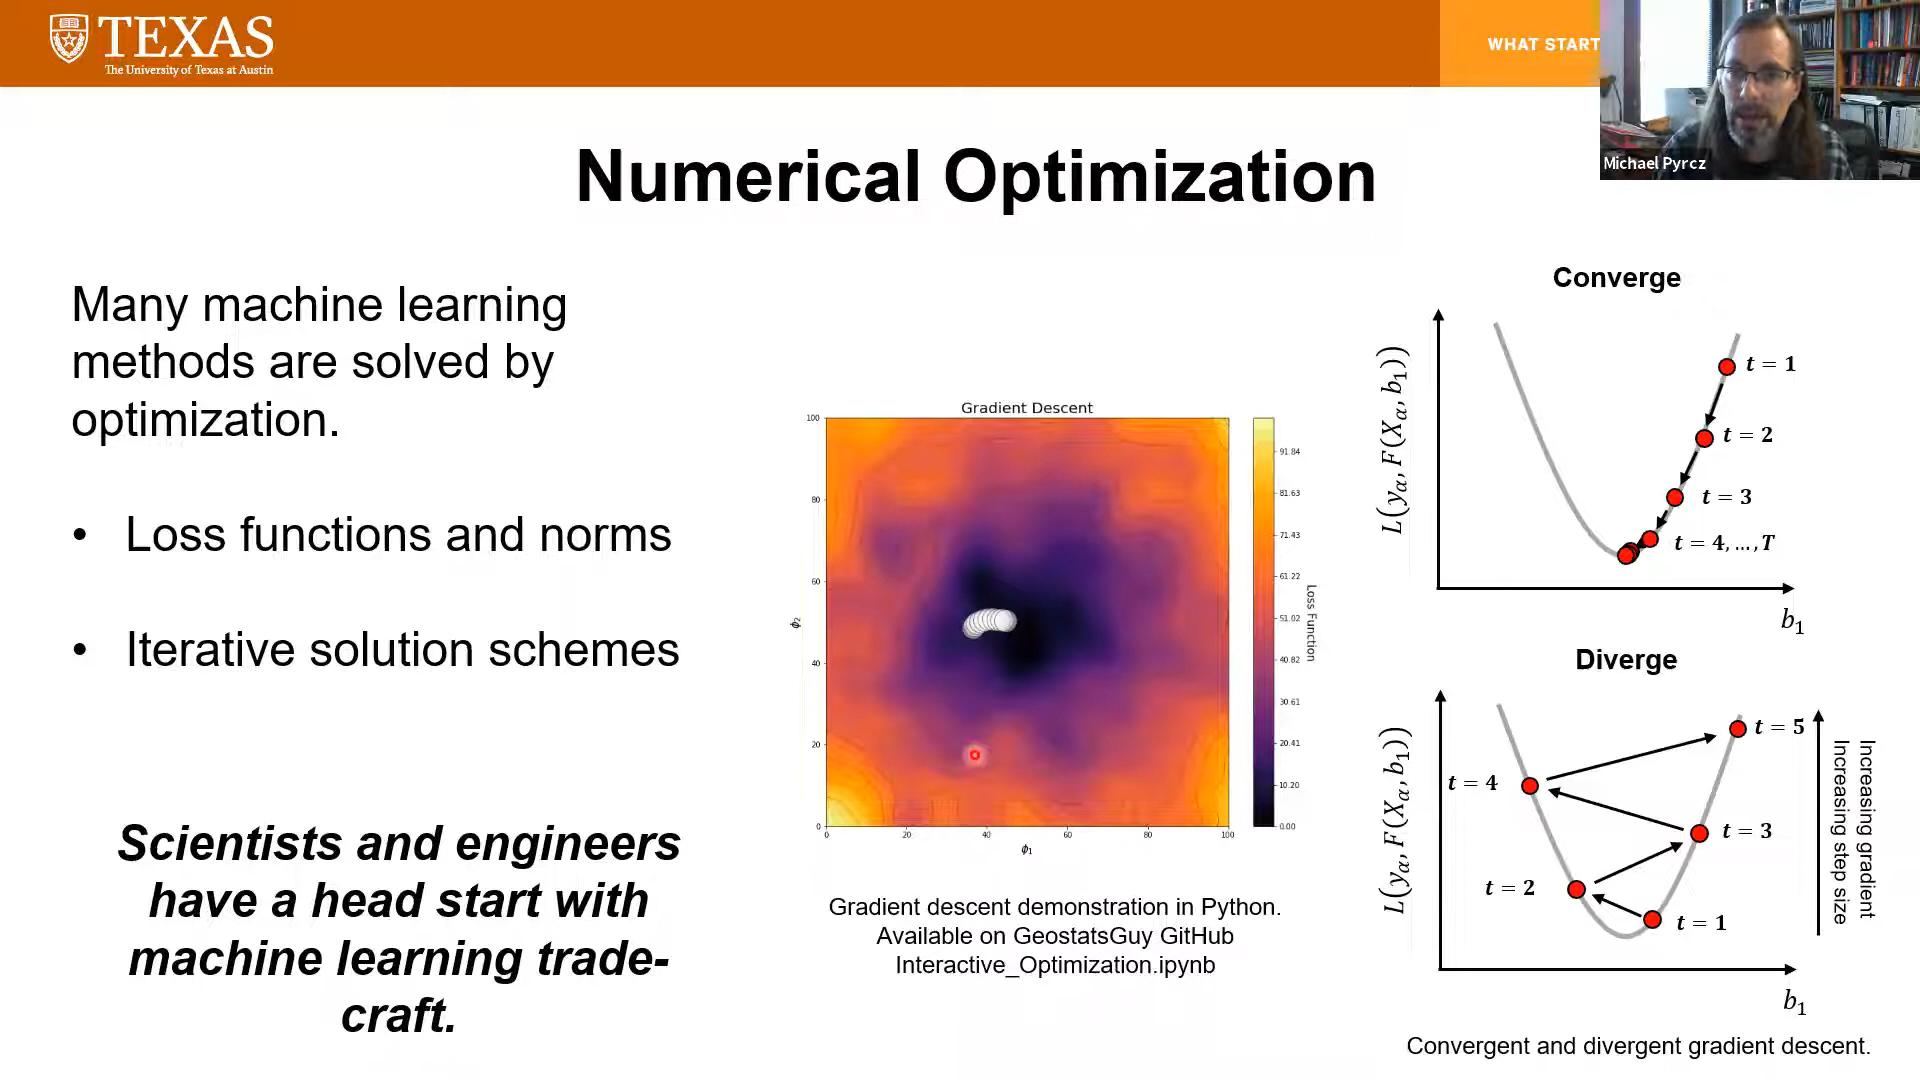 TEXAS
The University of Texas at Austin
WHAT START
Michael Pyrcz
Numerical Optimization
Many machine learning
methods are solved by
optimization.
• Loss functions and norms
• Iterative solution schemes
Scientists and engineers
have a head start with
machine learning trade-
craft.
Gradient Descent
100
80
60
40
20
0
0 20 40 60 80 100
ϕ₂
ϕ₁
91.84
81.63
71.43
61.22
51.02
40.82
30.61
20.41
10.20
0.00
Loss Function
Gradient descent demonstration in Python.
Available on GeostatsGuy GitHub
Interactive_Optimization.ipynb
Converge
L(yα, F(Xα, b₁))
t = 1
t = 2
t = 3
t = 4, ..., T
b₁
Diverge
L(yα, F(Xα, b₁))
t = 5
t = 4
t = 3
t = 2
t = 1
Increasing gradient
Increasing step size
b₁
Convergent and divergent gradient descent.